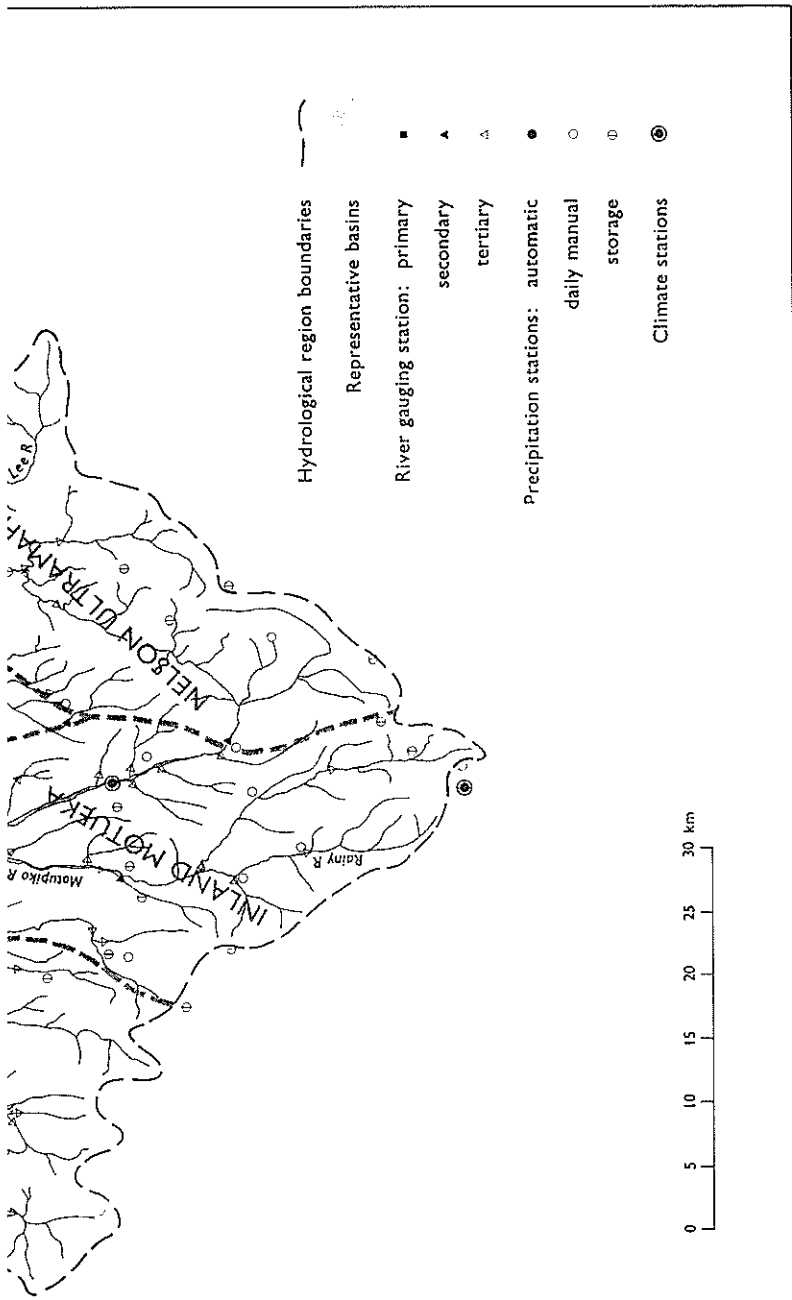 Lee R
NELSON ULTRAMAF
INLAND MOTUEKA
Motupiko R
Rainy R
Hydrological region boundaries
Representative basins
River gauging station: primary
secondary
tertiary
Precipitation stations: automatic
daily manual
storage
Climate stations
0 5 10 15 20 25 30 km